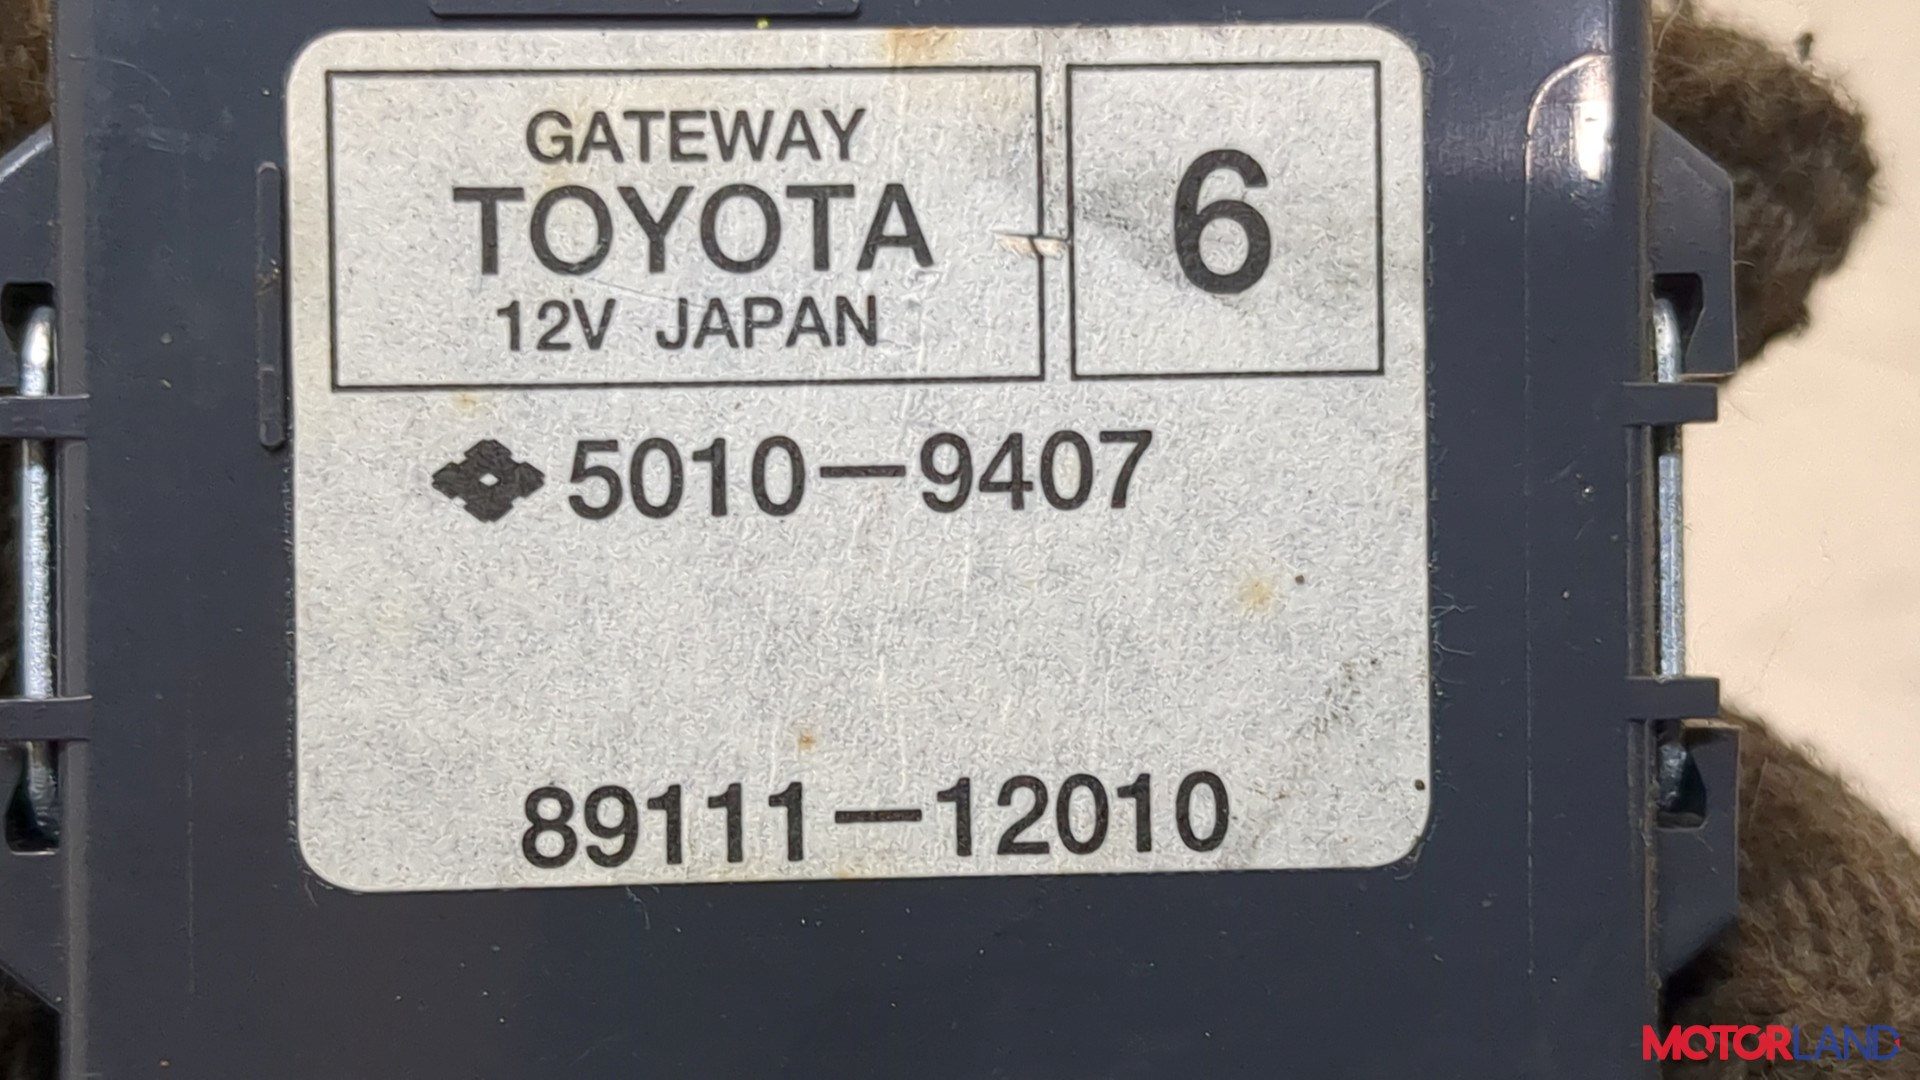 GATEWAY
TOYOTA
12V JAPAN
6
5010-9407
89111-12010
MOTORLAND